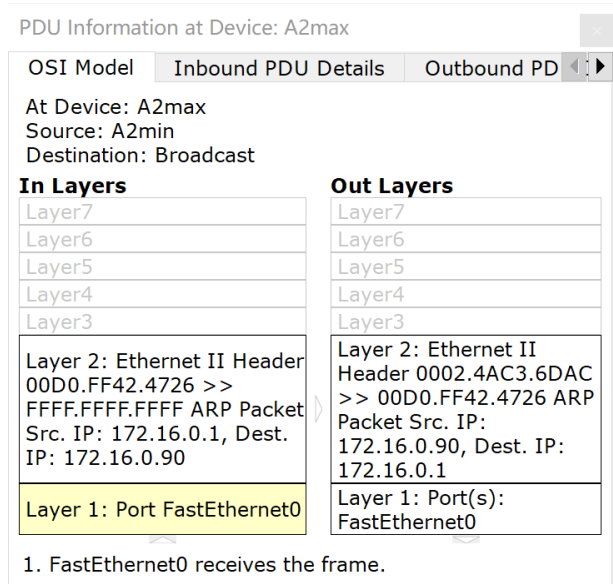 PDU Information at Device: A2max
×
OSI Model
Inbound PDU Details
Outbound PD
At Device: A2max
Source: A2min
Destination: Broadcast
In Layers
Layer7
Layer6
Layer5
Layer4
Layer3
Layer 2: Ethernet II Header
00D0.FF42.4726 >>
FFFF.FFFF.FFFF ARP Packet
Src. IP: 172.16.0.1, Dest.
IP: 172.16.0.90
Layer 1: Port FastEthernet0
Out Layers
Layer7
Layer6
Layer5
Layer4
Layer3
Layer 2: Ethernet II
Header 0002.4AC3.6DAC
>> 00D0.FF42.4726 ARP
Packet Src. IP:
172.16.0.90, Dest. IP:
172.16.0.1
Layer 1: Port(s):
FastEthernet0
1. FastEthernet0 receives the frame.